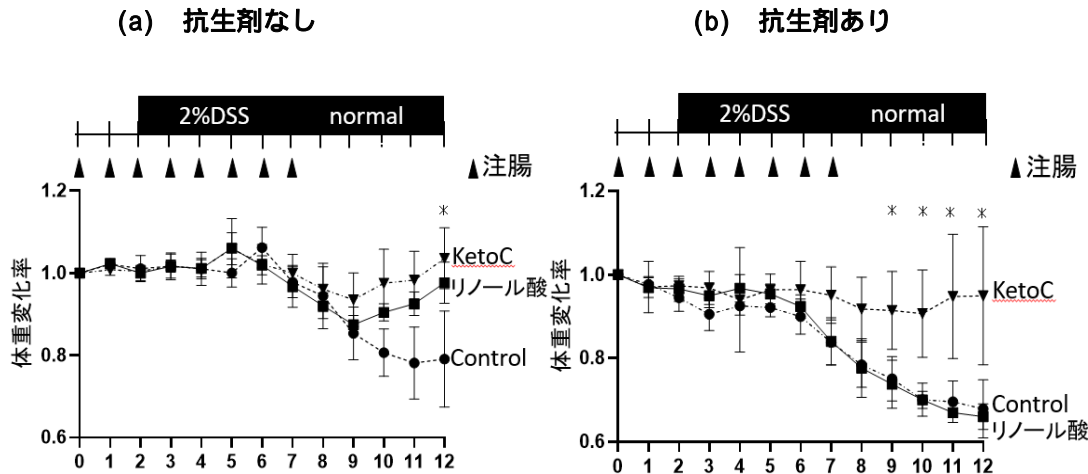 (a) 抗生剤なし
2%DSS normal
▲注腸
体重変化率
1.2
1.0
0.8
0.6
*
KetoC
リノール酸
Control
0 1 2 3 4 5 6 7 8 9 10 11 12
(b) 抗生剤あり
2%DSS normal
▲注腸
体重変化率
1.2
1.0
0.8
0.6
* * * *
KetoC
Control
リノール酸
0 1 2 3 4 5 6 7 8 9 10 11 12